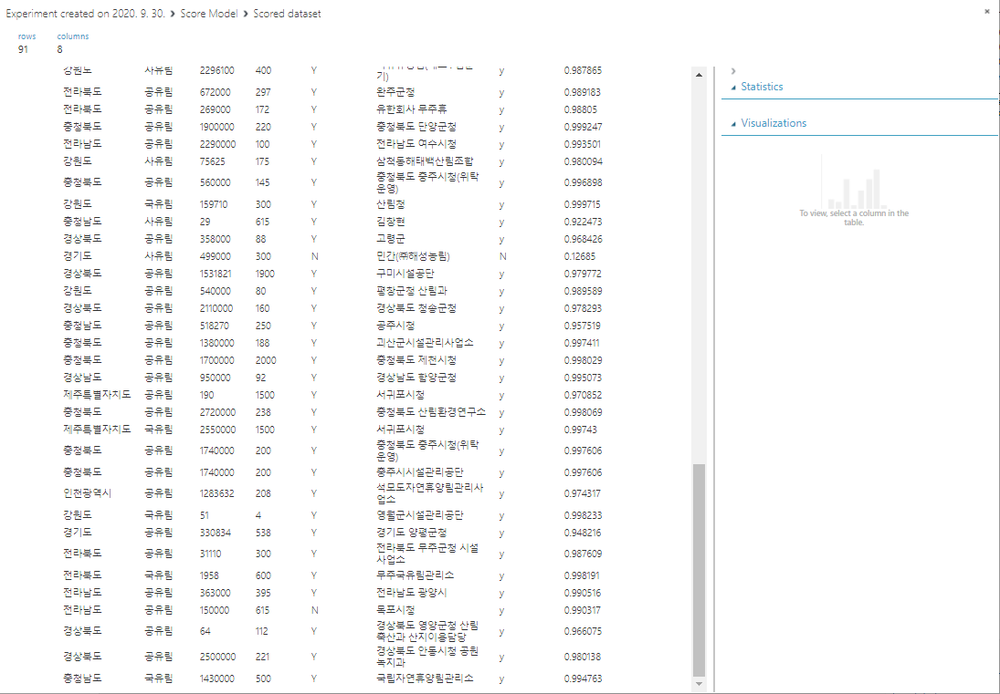 Experiment created on 2020. 9. 30. › Score Model › Scored dataset
rows columns
91 8
강원도 사유림 2296100 400 Y y 0.987865
기)
전라북도 공유림 672000 297 Y 완주군청 y 0.989183
전라북도 공유림 269000 172 Y 유한회사 무주휴 y 0.98805
충청북도 공유림 1900000 220 Y 충청북도 단양군청 y 0.999247
전라남도 공유림 2290000 100 Y 전라남도 여수시청 y 0.993501
강원도 사유림 75625 175 Y 삼척동해태백산림조합 y 0.980094
충청북도 공유림 560000 145 Y 충청북도 충주시청(위탁 y 0.996898
운영)
강원도 국유림 159710 300 Y 산림청 y 0.999715
충청남도 사유림 29 615 Y 김창현 y 0.922473
경상북도 공유림 358000 88 Y 고령군 y 0.968426
경기도 사유림 499000 300 N 민간(㈜해성농림) N 0.12685
경상북도 공유림 1531821 1900 Y 구미시설공단 y 0.979772
강원도 공유림 540000 80 Y 평창군청 산림과 y 0.989589
경상북도 공유림 2110000 160 Y 경상북도 청송군청 y 0.978293
충청남도 공유림 518270 250 Y 공주시청 y 0.957519
충청북도 공유림 1380000 188 Y 괴산군시설관리사업소 y 0.997411
충청북도 공유림 1700000 2000 Y 충청북도 제천시청 y 0.998029
경상남도 공유림 950000 92 Y 경상남도 함양군청 y 0.995073
제주특별자치도 공유림 190 1500 Y 서귀포시청 y 0.970852
충청북도 공유림 2720000 238 Y 충청북도 산림환경연구소 y 0.998069
제주특별자치도 국유림 2550000 1500 Y 서귀포시청 y 0.99743
충청북도 공유림 1740000 200 Y 충청북도 충주시청(위탁 y 0.997606
운영)
충청북도 공유림 1740000 200 Y 충주시시설관리공단 y 0.997606
인천광역시 공유림 1283632 208 Y 석모도자연휴양림관리사 y 0.974317
업소
강원도 국유림 51 4 Y 영월군시설관리공단 y 0.998233
경기도 공유림 330834 538 Y 경기도 양평군청 y 0.948216
전라북도 공유림 31110 300 Y 전라북도 무주군청 시설 y 0.987609
사업소
전라북도 국유림 1958 600 Y 무주국유림관리소 y 0.998191
전라남도 공유림 363000 395 Y 전라남도 광양시 y 0.990516
전라남도 공유림 150000 615 N 목포시청 y 0.990317
경상북도 공유림 64 112 Y 경상북도 영양군청 산림 y 0.966075
축산과 산지이용담당
경상북도 공유림 2500000 221 Y 경상북도 안동시청 공원 y 0.980138
녹지과
충청남도 국유림 1430000 500 Y 국립자연휴양림관리소 y 0.994763
Statistics
Visualizations
To view, select a column in the
table.